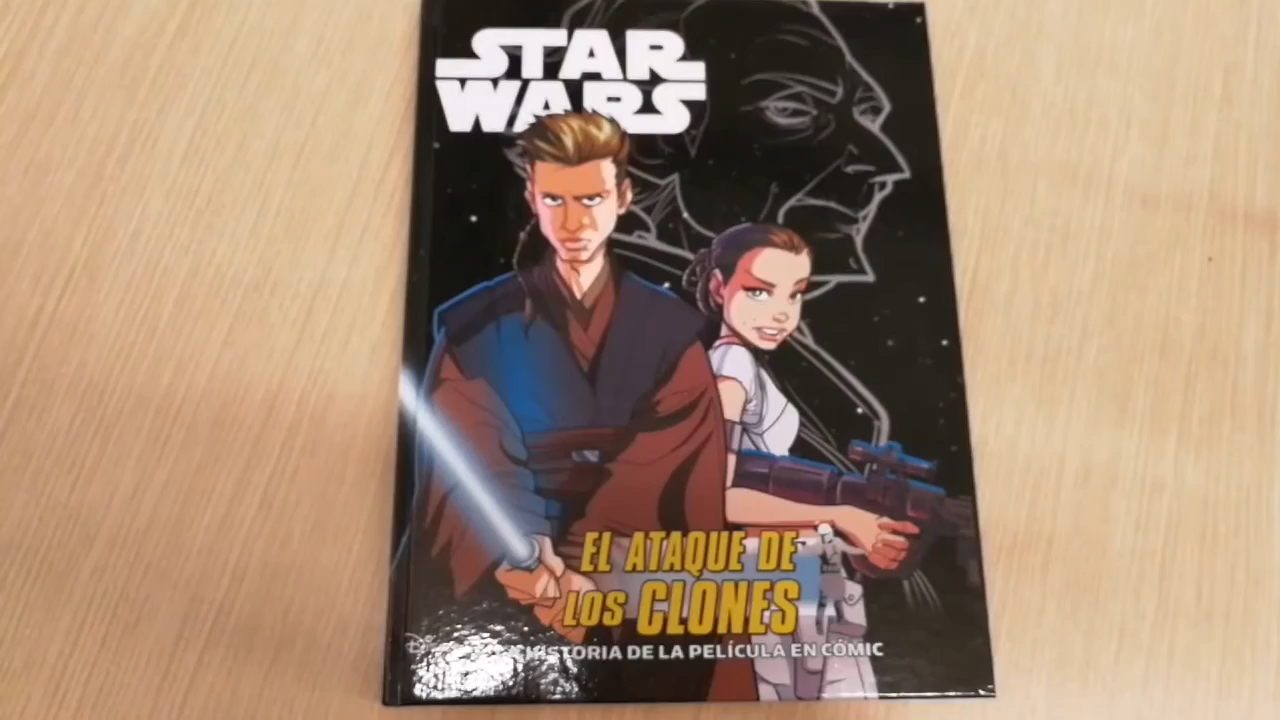 STAR
WARS
EL ATAQUE DE
LOS CLONES
HISTORIA DE LA PELÍCULA EN CÓMIC